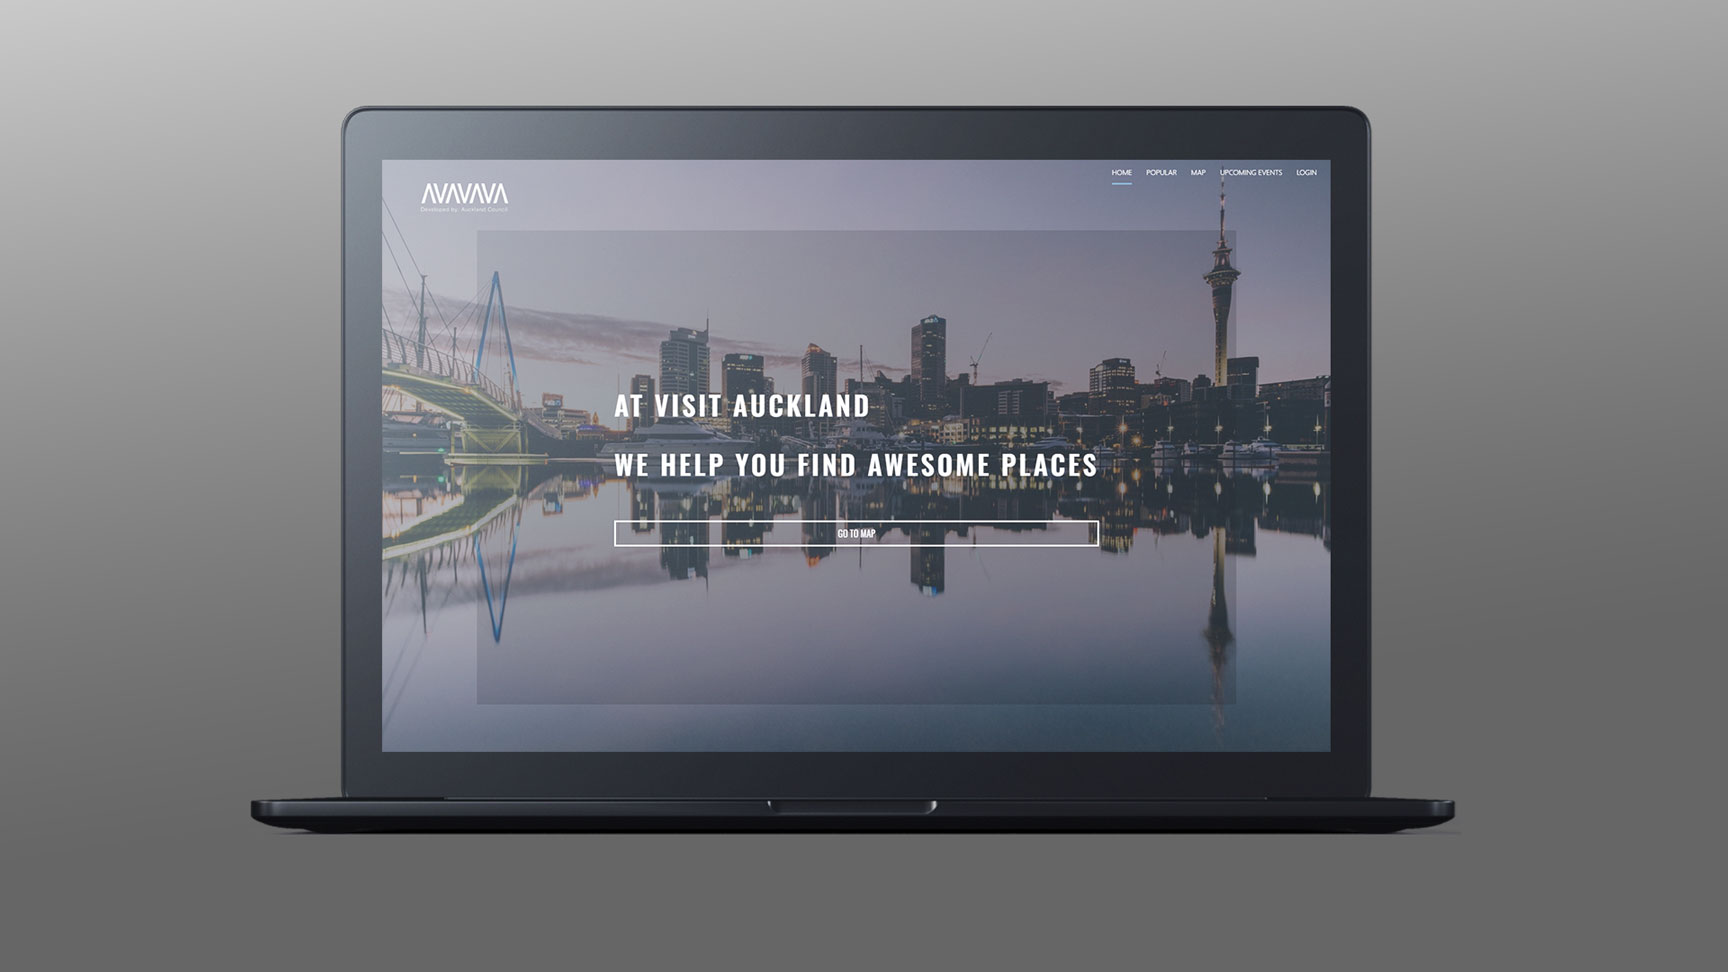 AVAVAVA
Developed by: Auckland Council
HOME POPULAR MAP UPCOMING EVENTS LOGIN
AT VISIT AUCKLAND
WE HELP YOU FIND AWESOME PLACES
GO TO MAP